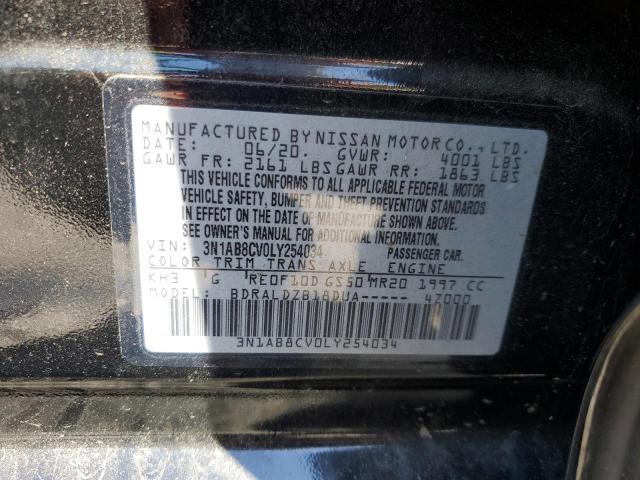 MANUFACTURED BY NISSAN MOTOR CO., LTD.
DATE: 06/20. GVWR: 4001 LBS
GAWR FR: 2161 LBS GAWR RR: 1863 LBS
THIS VEHICLE CONFORMS TO ALL APPLICABLE FEDERAL MOTOR
VEHICLE SAFETY, BUMPER, AND THEFT PREVENTION STANDARDS
IN EFFECT ON THE DATE OF MANUFACTURE SHOWN ABOVE.
SEE OWNER'S MANUAL FOR ADDITIONAL INFORMATION
VIN: 3N1AB8CV0LY254034 PASSENGER CAR.
COLOR TRIM TRANS AXLE ENGINE
KH3 G RE0F10D GS50 MR20 1997 CC
MODEL: BDRALDZB18DUA----- 47000
3N1AB8CV0LY254034